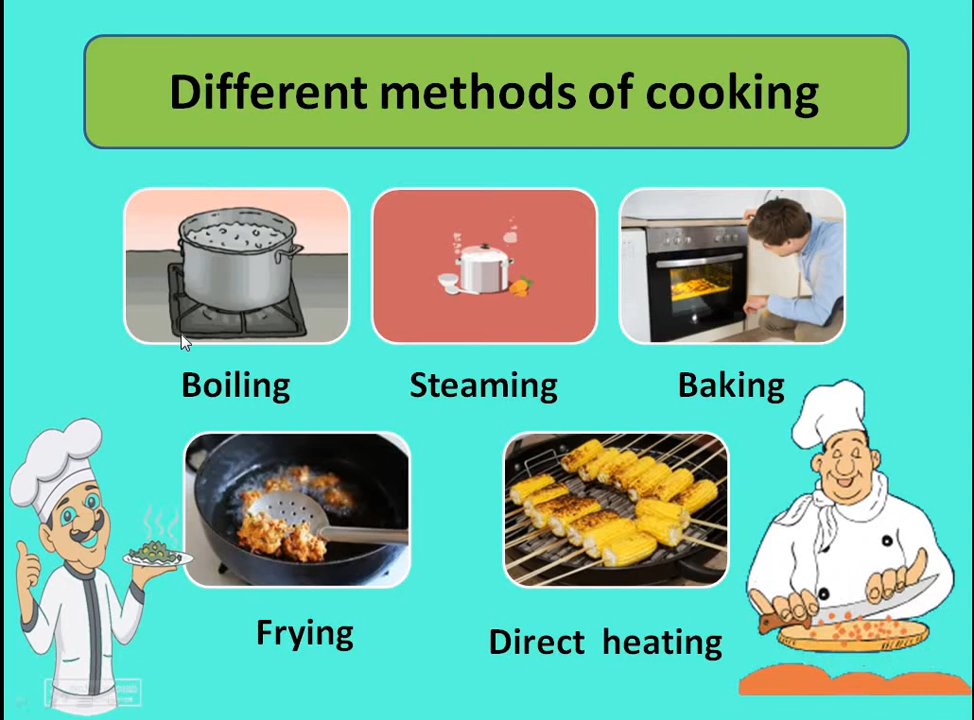 Different methods of cooking
Boiling
Steaming
Baking
Frying
Direct heating